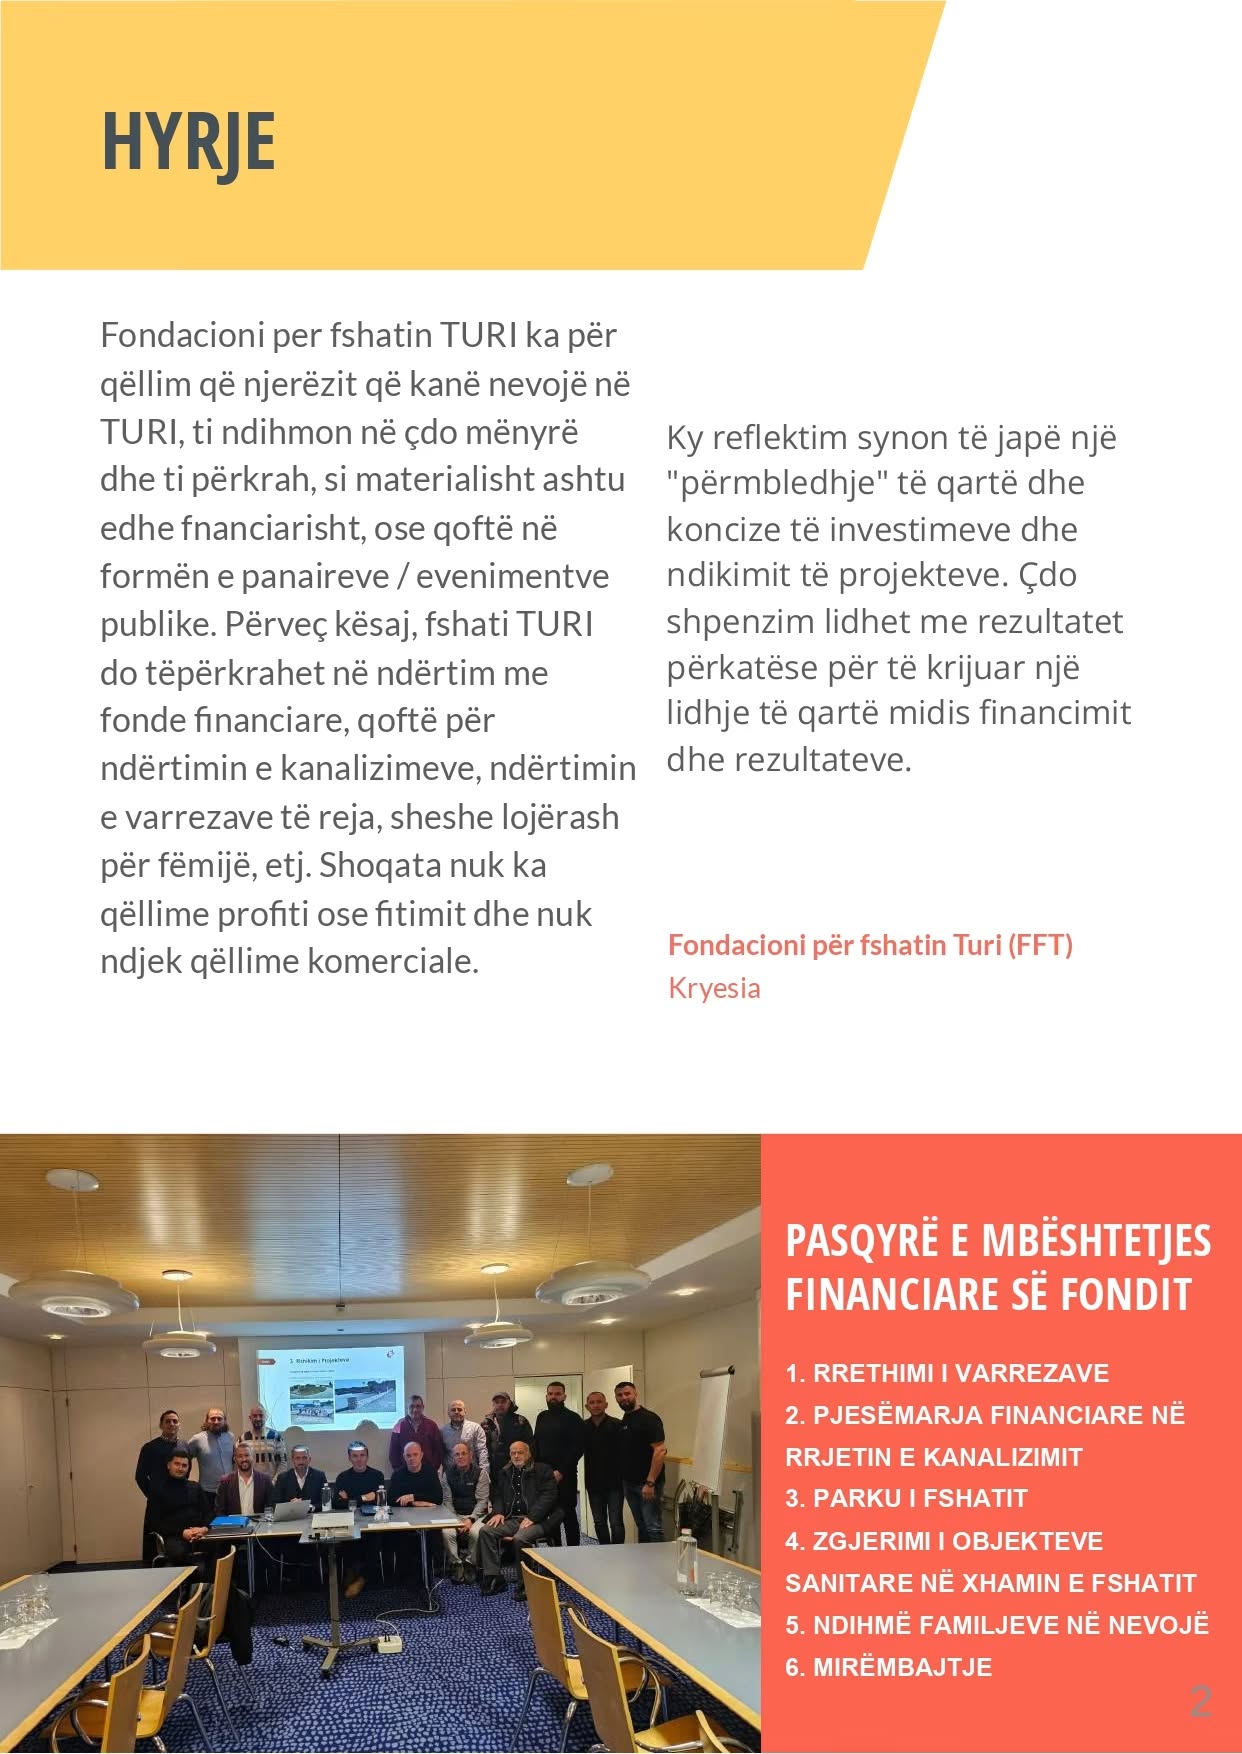 HYRJE
Fondacioni per fshatin TURI ka për
qëllim që njerëzit që kanë nevojë në
TURI, ti ndihmon në çdo mënyrë
dhe ti përkrah, si materialisht ashtu
edhe fnanciarisht, ose qoftë në
formën e panaireve / evenimentve
publike. Përveç kësaj, fshati TURI
do tëpërkrahet në ndërtim me
fonde financiare, qoftë për
ndërtimin e kanalizimeve, ndërtimin
e varrezave të reja, sheshe lojërash
për fëmijë, etj. Shoqata nuk ka
qëllime profiti ose fitimit dhe nuk
ndjek qëllime komerciale.
Ky reflektim synon të japë një
"përmbledhje" të qartë dhe
koncize të investimeve dhe
ndikimit të projekteve. Çdo
shpenzim lidhet me rezultatet
përkatëse për të krijuar një
lidhje të qartë midis financimit
dhe rezultateve.
Fondacioni për fshatin Turi (FFT)
Kryesia
3. Rishikim i Projekteve
PASQYRË E MBËSHTETJES
FINANCIARE SË FONDIT
1. RRETHIMI I VARREZAVE
2. PJESËMARJA FINANCIARE NË
RRJETIN E KANALIZIMIT
3. PARKU I FSHATIT
4. ZGJERIMI I OBJEKTEVE
SANITARE NË XHAMIN E FSHATIT
5. NDIHMË FAMILJEVE NË NEVOJË
6. MIRËMBAJTJE
2